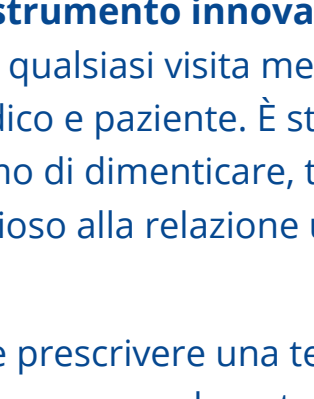 strumento innova
qualsiasi visita me
dico e paziente. È st
no di dimenticare, t
ioso alla relazione
e prescrivere una te